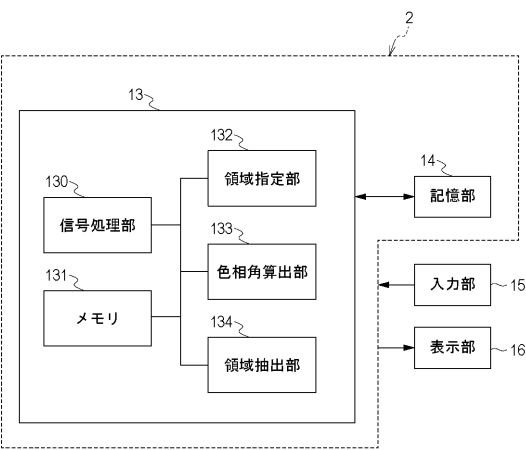 2
13
132
領域指定部
14
記憶部
130
信号処理部
133
色相角算出部
131
メモリ
入力部
15
134
領域抽出部
表示部
16